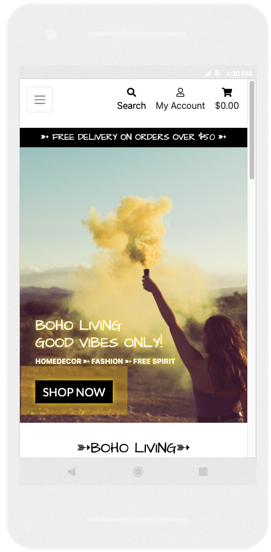 4:30 PM
Search My Account $0.00
➳ FREE DELIVERY ON ORDERS OVER $50 ➳
BOHO LIVING
GOOD VIBES ONLY!
HOMEDECOR ➳ FASHION ➳ FREE SPIRIT
SHOP NOW
➳BOHO LIVING➳